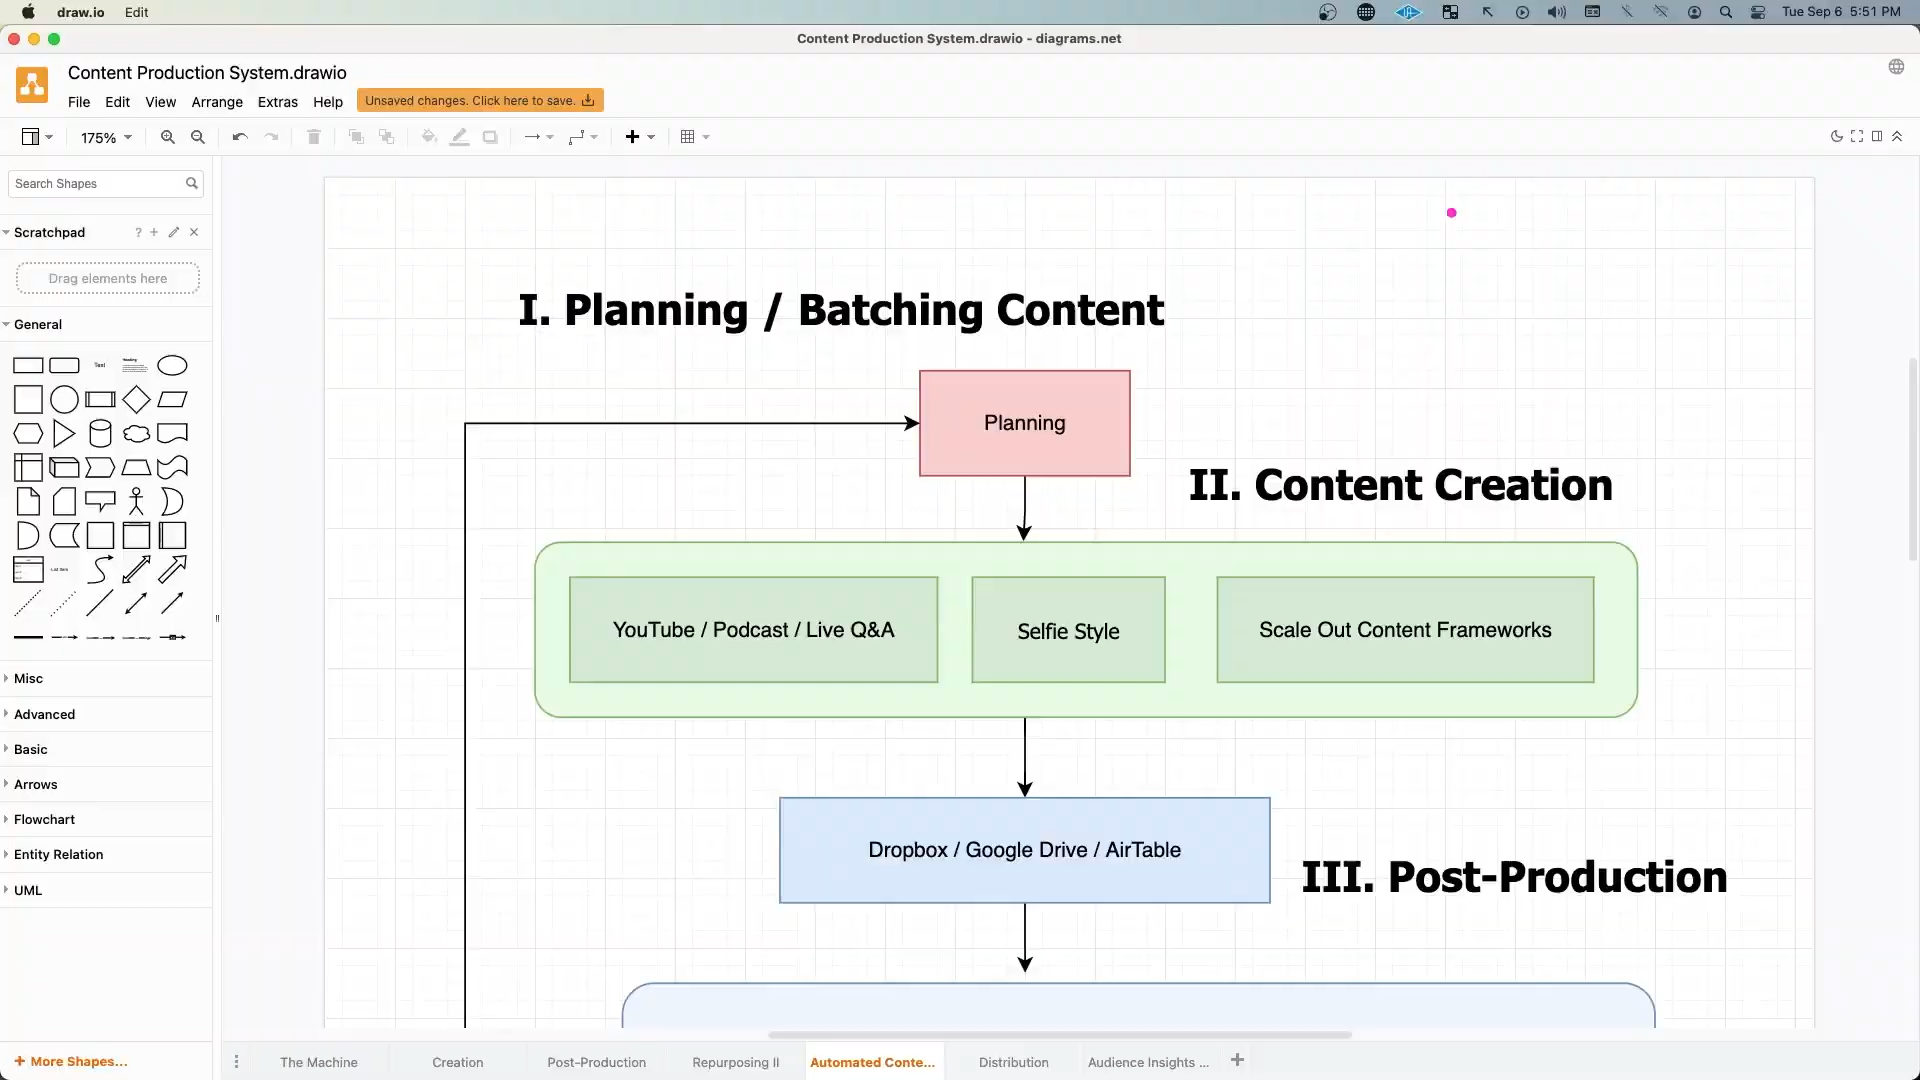 draw.io Edit
Tue Sep 6 5:51 PM
Content Production System.drawio - diagrams.net
Content Production System.drawio
File Edit View Arrange Extras Help
Unsaved changes. Click here to save.
175%
Search Shapes
Scratchpad
? + 
Drag elements here
General
Text
Heading
List Item
Misc
Advanced
Basic
Arrows
Flowchart
Entity Relation
UML
+ More Shapes...
I. Planning / Batching Content
Planning
II. Content Creation
YouTube / Podcast / Live Q&A
Selfie Style
Scale Out Content Frameworks
Dropbox / Google Drive / AirTable
III. Post-Production
The Machine
Creation
Post-Production
Repurposing II
Automated Conte...
Distribution
Audience Insights ...